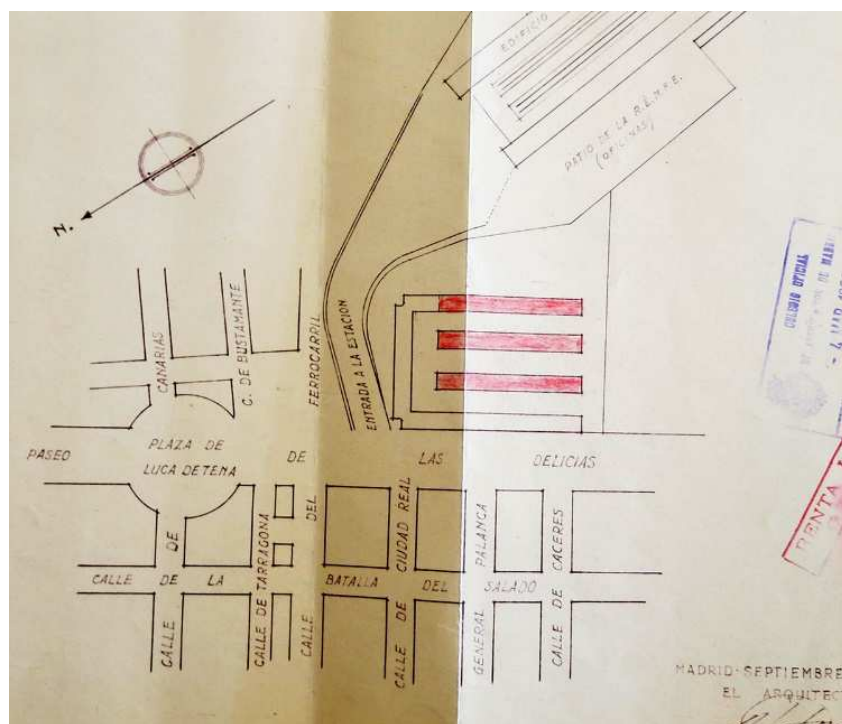 EDIFICIO
PATIO DE LA R.E.N.F.E.
(OFICINAS)
N.
COLEGIO OFICIAL
CANARIAS
C. DE BUSTAMANTE
FERROCARRIL
ENTRADA A LA ESTACION
PASEO DE LAS DELICIAS
PLAZA DE
LUCA DE TENA
CALLE DE
CALLE DE TARRAGONA
CALLE DEL
CALLE DE CIUDAD REAL
GENERAL PALANCA
CALLE DE CACERES
CALLE DE LA BATALLA DEL SALADO
RENTA
MADRID-SEPTIEMBRE
EL ARQUITEC